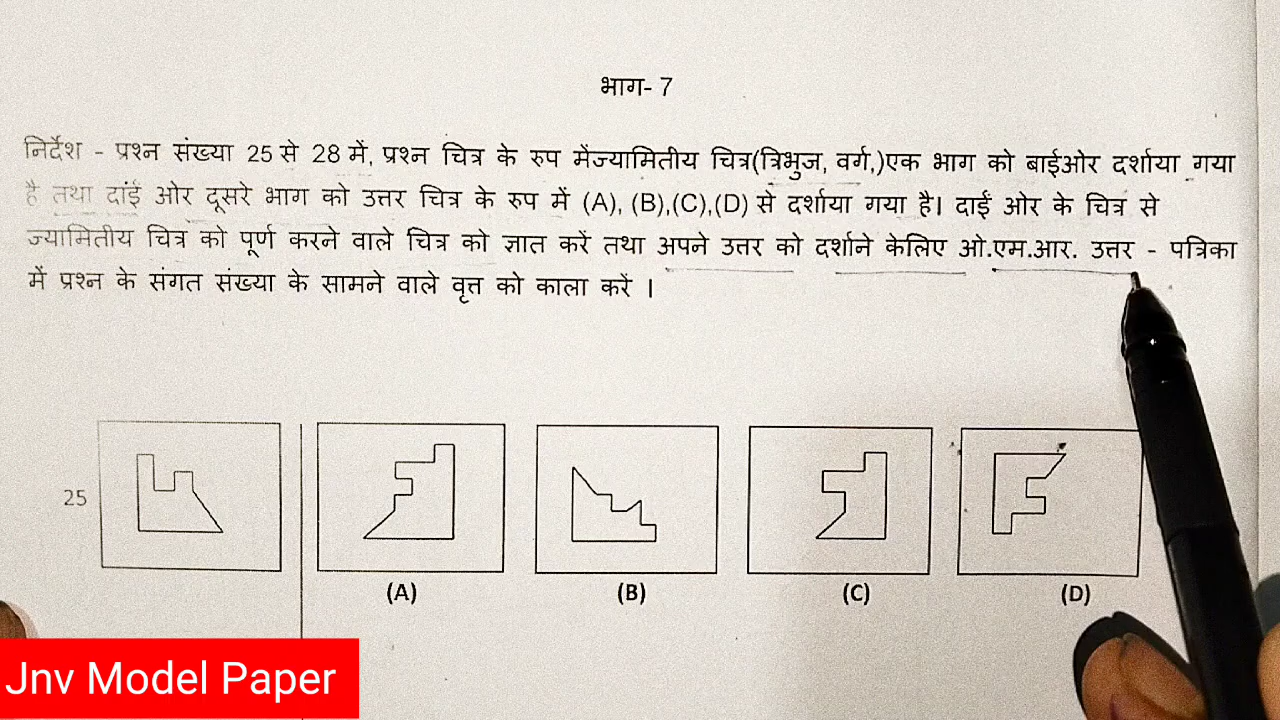 भाग- 7
निर्देश - प्रश्न संख्या 25 से 28 में, प्रश्न चित्र के रुप मेंज्यामितीय चित्र(त्रिभुज, वर्ग,)एक भाग को बाईओर दर्शाया गया
है तथा दांई ओर दूसरे भाग को उत्तर चित्र के रुप में (A), (B),(C),(D) से दर्शाया गया है। दाईं ओर के चित्र से
ज्यामितीय चित्र को पूर्ण करने वाले चित्र को ज्ञात करें तथा अपने उत्तर को दर्शाने केलिए ओ.एम.आर. उत्तर - पत्रिका
में प्रश्न के संगत संख्या के सामने वाले वृत्त को काला करें ।
25
(A) (B) (C) (D)
Jnv Model Paper